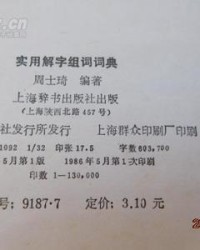 实用解字组词词典
周士琦 编著
上海辞书出版社出版
(上海陕西北路 457 号)
社发行所发行 上海群众印刷厂印刷
1092 1/32 印张 17.5 字数 603,700
5月第1版 1986年5月第1次印刷
印数 1—130,000
号：9187·7 定价：3.10 元